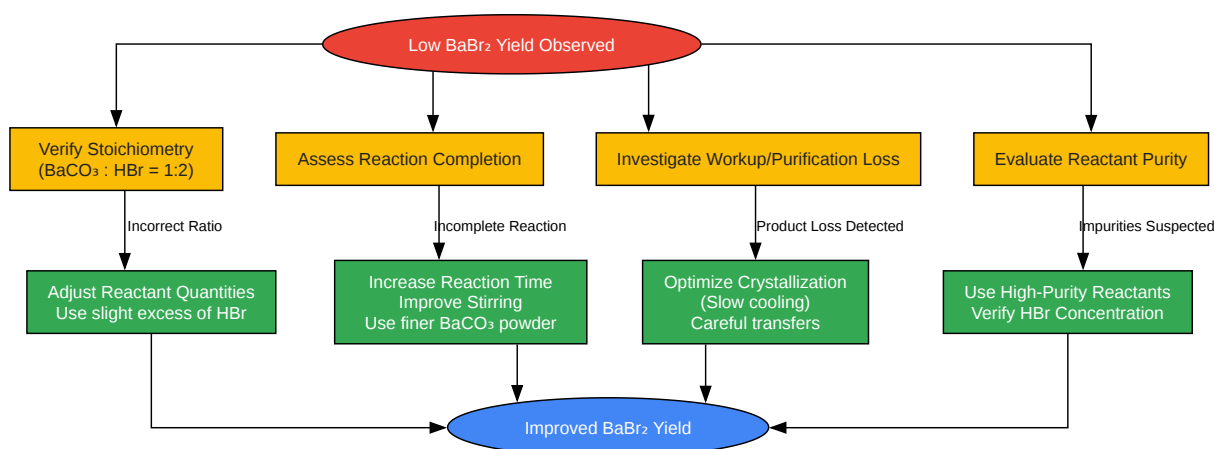 Low BaBr₂ Yield Observed
Verify Stoichiometry
(BaCO₃ : HBr = 1:2)
Assess Reaction Completion
Investigate Workup/Purification Loss
Evaluate Reactant Purity
Incorrect Ratio
Incomplete Reaction
Product Loss Detected
Impurities Suspected
Adjust Reactant Quantities
Use slight excess of HBr
Increase Reaction Time
Improve Stirring
Use finer BaCO₃ powder
Optimize Crystallization
(Slow cooling)
Careful transfers
Use High-Purity Reactants
Verify HBr Concentration
Improved BaBr₂ Yield